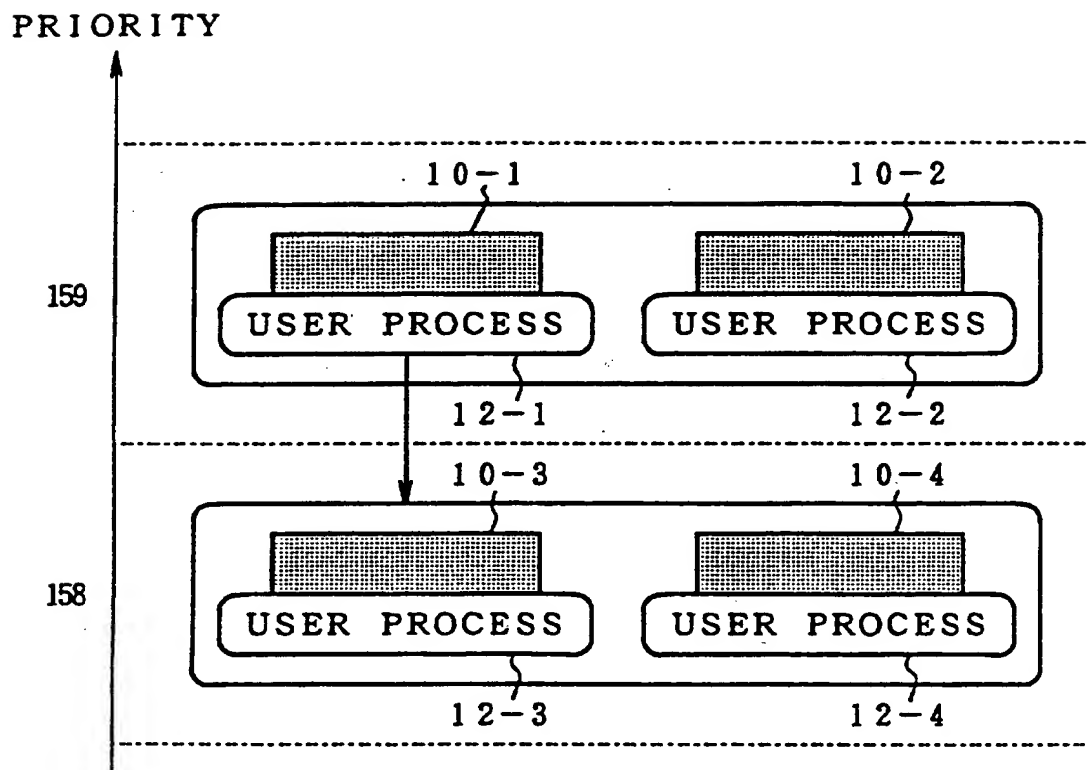 PRIORITY
10-1 10-2
159
USER PROCESS USER PROCESS
12-1 12-2
10-3 10-4
158
USER PROCESS USER PROCESS
12-3 12-4